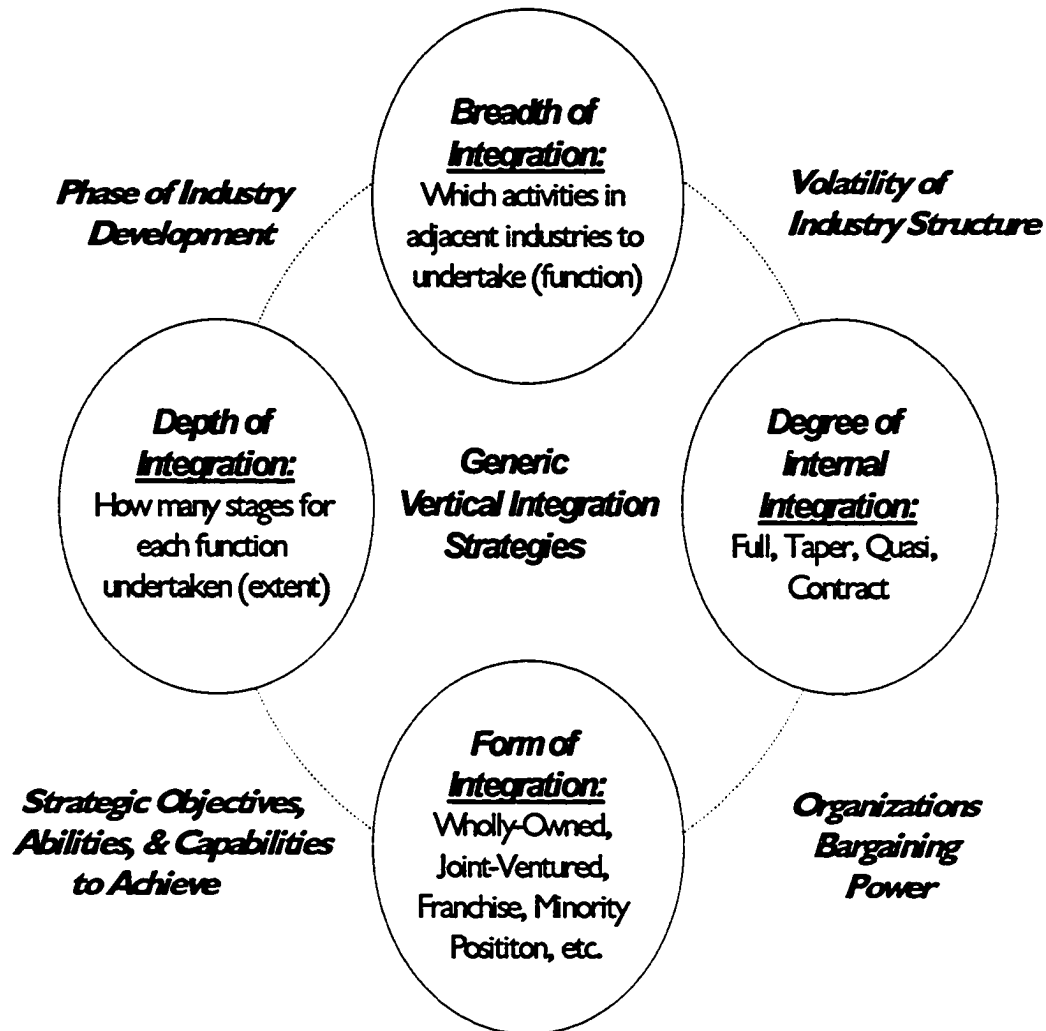 Breadth of
Integration:
Which activities in
adjacent industries to
undertake (function)
Phase of Industry
Development
Volatility of
Industry Structure
Depth of
Integration:
How many stages for
each function
undertaken (extent)
Generic
Vertical Integration
Strategies
Degree of
internal
Integration:
Full, Taper, Quasi,
Contract
Form of
Integration:
Wholly-Owned,
Joint-Ventured,
Franchise, Minority
Posititon, etc.
Strategic Objectives,
Abilities, & Capabilities
to Achieve
Organizations
Bargaining
Power